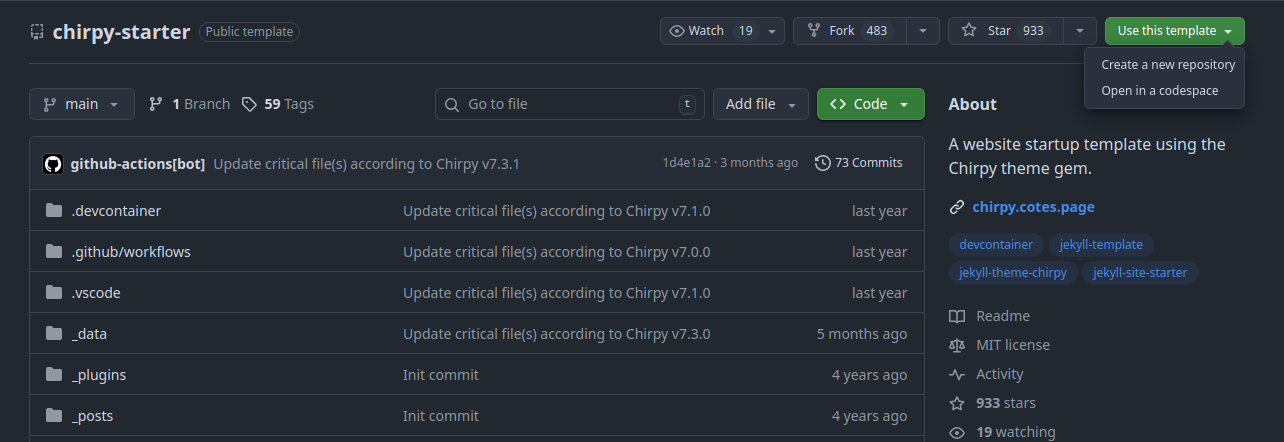 chirpy-starter Public template Watch 19 Fork 483 Star 933 Use this template
Create a new repository
Open in a codespace
main 1 Branch 59 Tags Go to file t Add file Code
github-actions[bot] Update critical file(s) according to Chirpy v7.3.1 1d4e1a2 · 3 months ago 73 Commits
.devcontainer Update critical file(s) according to Chirpy v7.1.0 last year
.github/workflows Update critical file(s) according to Chirpy v7.0.0 last year
.vscode Update critical file(s) according to Chirpy v7.1.0 last year
_data Update critical file(s) according to Chirpy v7.3.0 5 months ago
_plugins Init commit 4 years ago
_posts Init commit 4 years ago
About
A website startup template using the
Chirpy theme gem.
chirpy.cotes.page
devcontainer jekyll-template
jekyll-theme-chirpy jekyll-site-starter
Readme
MIT license
Activity
933 stars
19 watching